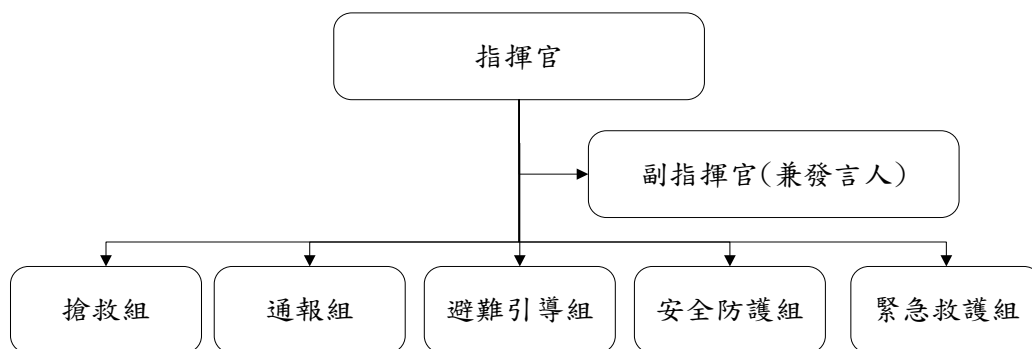 指揮官
副指揮官(兼發言人)
搶救組
通報組
避難引導組
安全防護組
緊急救護組